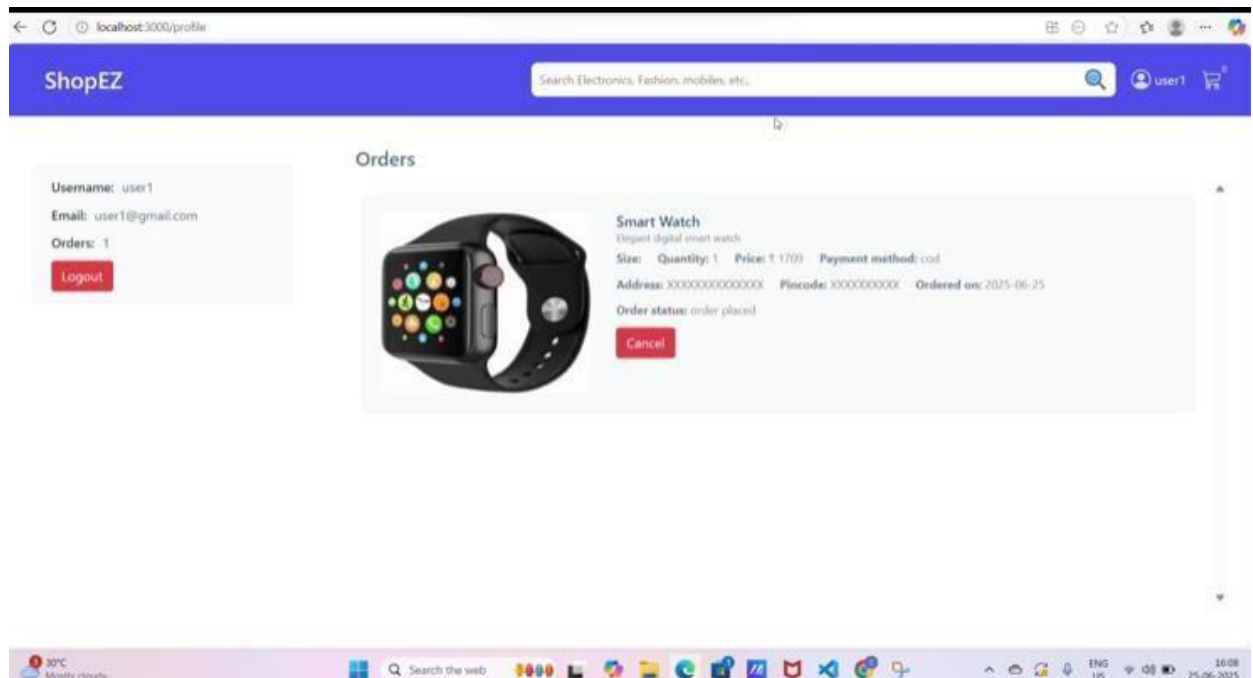 localhost:3000/profile
ShopEZ
Search Electronics, Fashion, mobiles, etc.,
user1
0
Orders
Username: user1
Email: user1@gmail.com
Orders: 1
Logout
Smart Watch
Elegant digital smart watch
Size: Quantity: 1 Price: ₹ 1709 Payment method: cod
Address: XXXXXXXXXXXXXX Pincode: XXXXXXXXXX Ordered on: 2025-06-25
Order status: order placed
Cancel
30°C
Mostly cloudy
Search the web
ENG
US
16:08
25-06-2025